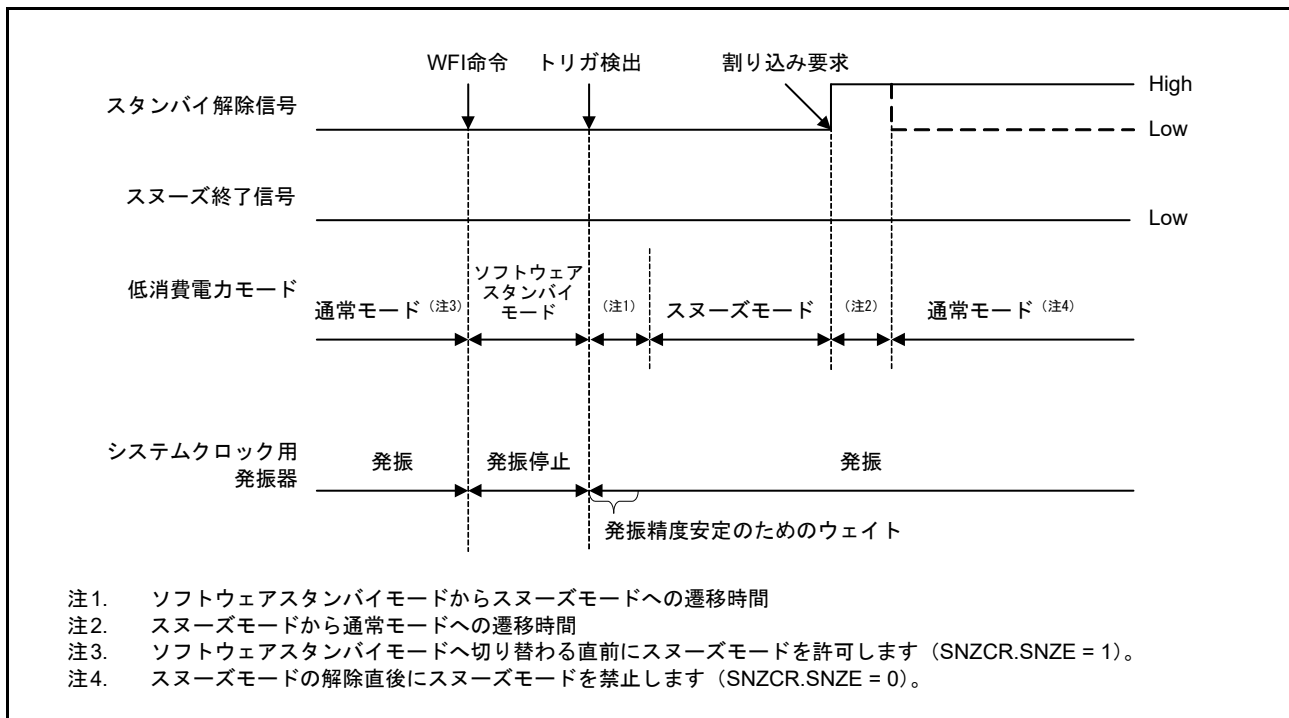 WFI命令 トリガ検出 割り込み要求
スタンバイ解除信号
High
Low
スヌーズ終了信号
Low
低消費電力モード
通常モード（注3）
ソフトウェア
スタンバイ
モード
（注1）
スヌーズモード
（注2）
通常モード（注4）
システムクロック用
発振器
発振
発振停止
発振
発振精度安定のためのウェイト
注1. ソフトウェアスタンバイモードからスヌーズモードへの遷移時間
注2. スヌーズモードから通常モードへの遷移時間
注3. ソフトウェアスタンバイモードへ切り替わる直前にスヌーズモードを許可します（SNZCR.SNZE = 1）。
注4. スヌーズモードの解除直後にスヌーズモードを禁止します（SNZCR.SNZE = 0）。